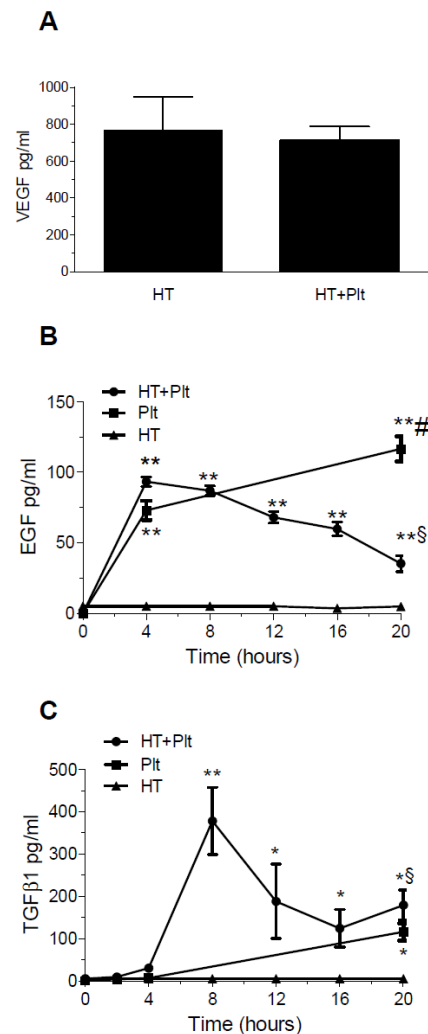 A
1000
800
600
400
200
0
VEGF pg/ml
HT HT+Plt
B
HT+Plt
Plt
HT
150
100
50
0
EGF pg/ml
** ** ** ** ** **# **§
0 4 8 12 16 20
Time (hours)
C
HT+Plt
Plt
HT
500
400
300
200
100
0
TGFβ1 pg/ml
** * * *§ *
0 4 8 12 16 20
Time (hours)